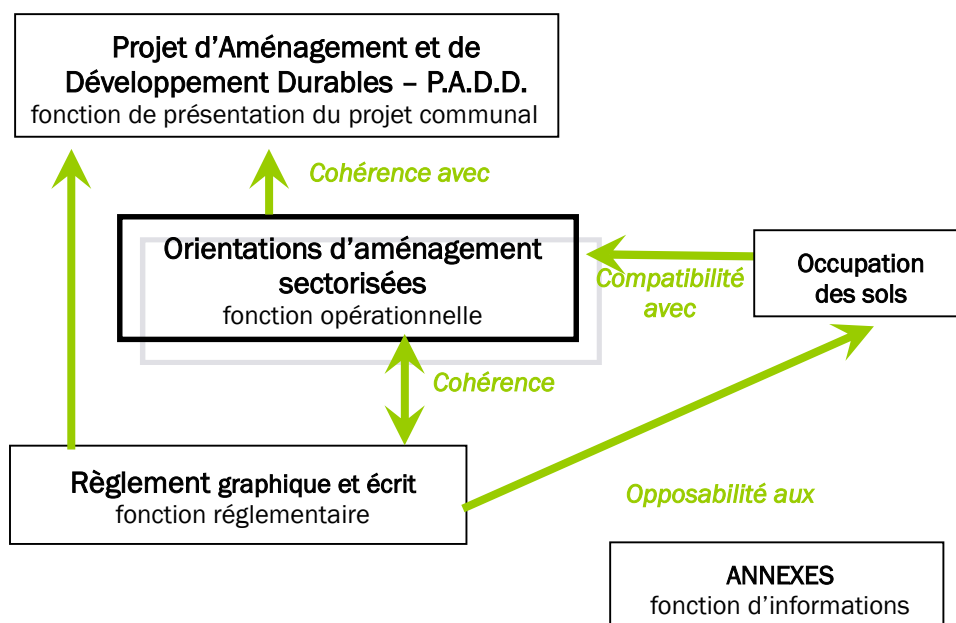 Projet d'Aménagement et de
Développement Durables – P.A.D.D.
fonction de présentation du projet communal
Cohérence avec
Orientations d'aménagement
sectorisées
fonction opérationnelle
Compatibilité
avec
Occupation
des sols
Cohérence
Règlement graphique et écrit
fonction réglementaire
Opposabilité aux
ANNEXES
fonction d'informations